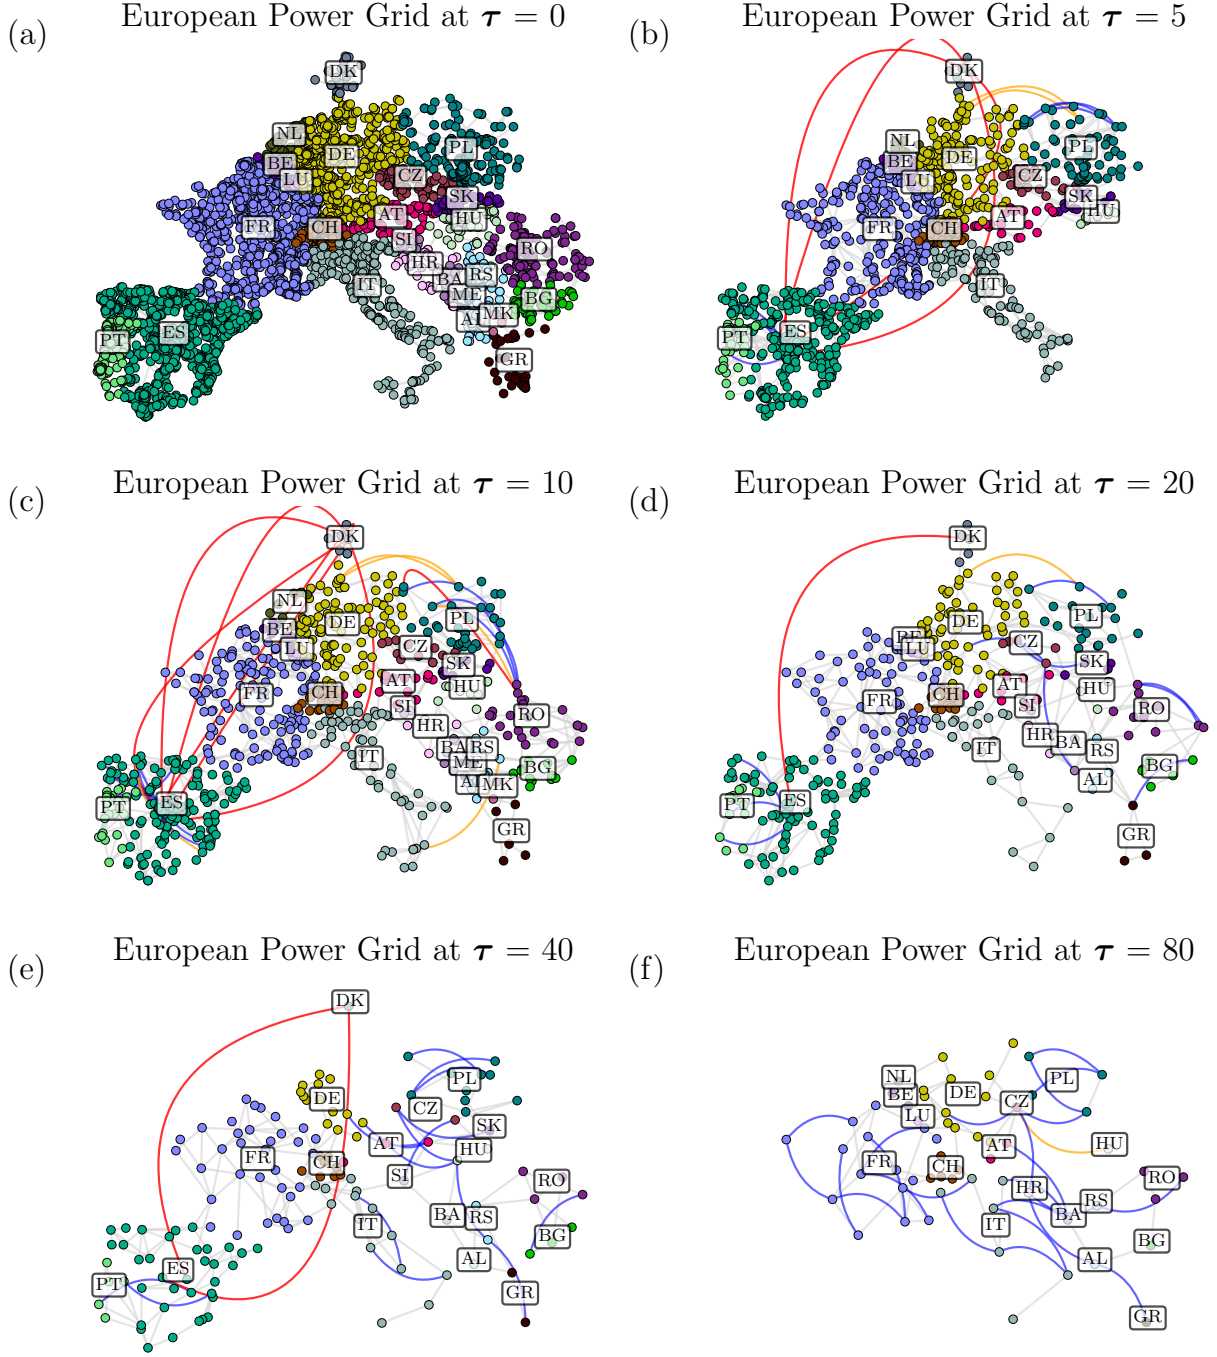 (a) European Power Grid at τ = 0
DK
NL
DE
PL
BE
LU
CZ
SK
AT
HU
FR
CH
SI
RO
HR
RS
BA
IT
ME
BG
MK
PT
ES
GR
(b) European Power Grid at τ = 5
DK
NL
DE
PL
BE
LU
CZ
SK
HU
AT
FR
CH
IT
ES
PT
(c) European Power Grid at τ = 10
DK
NL
DE
PL
BE
LU
CZ
SK
AT
HU
FR
CH
SI
RO
HR
BA
RS
IT
ME
BG
MK
PT
ES
GR
(d) European Power Grid at τ = 20
DK
DE
PL
BE
LU
CZ
SK
AT
HU
FR
CH
SI
RO
HR
BA
RS
IT
BG
AL
PT
ES
GR
(e) European Power Grid at τ = 40
DK
PL
DE
CZ
SK
AT
HU
FR
CH
SI
RO
BA
RS
IT
BG
AL
ES
PT
GR
(f) European Power Grid at τ = 80
NL
PL
BE
DE
CZ
LU
AT
HU
FR
CH
RO
HR
RS
BA
IT
BG
AL
GR